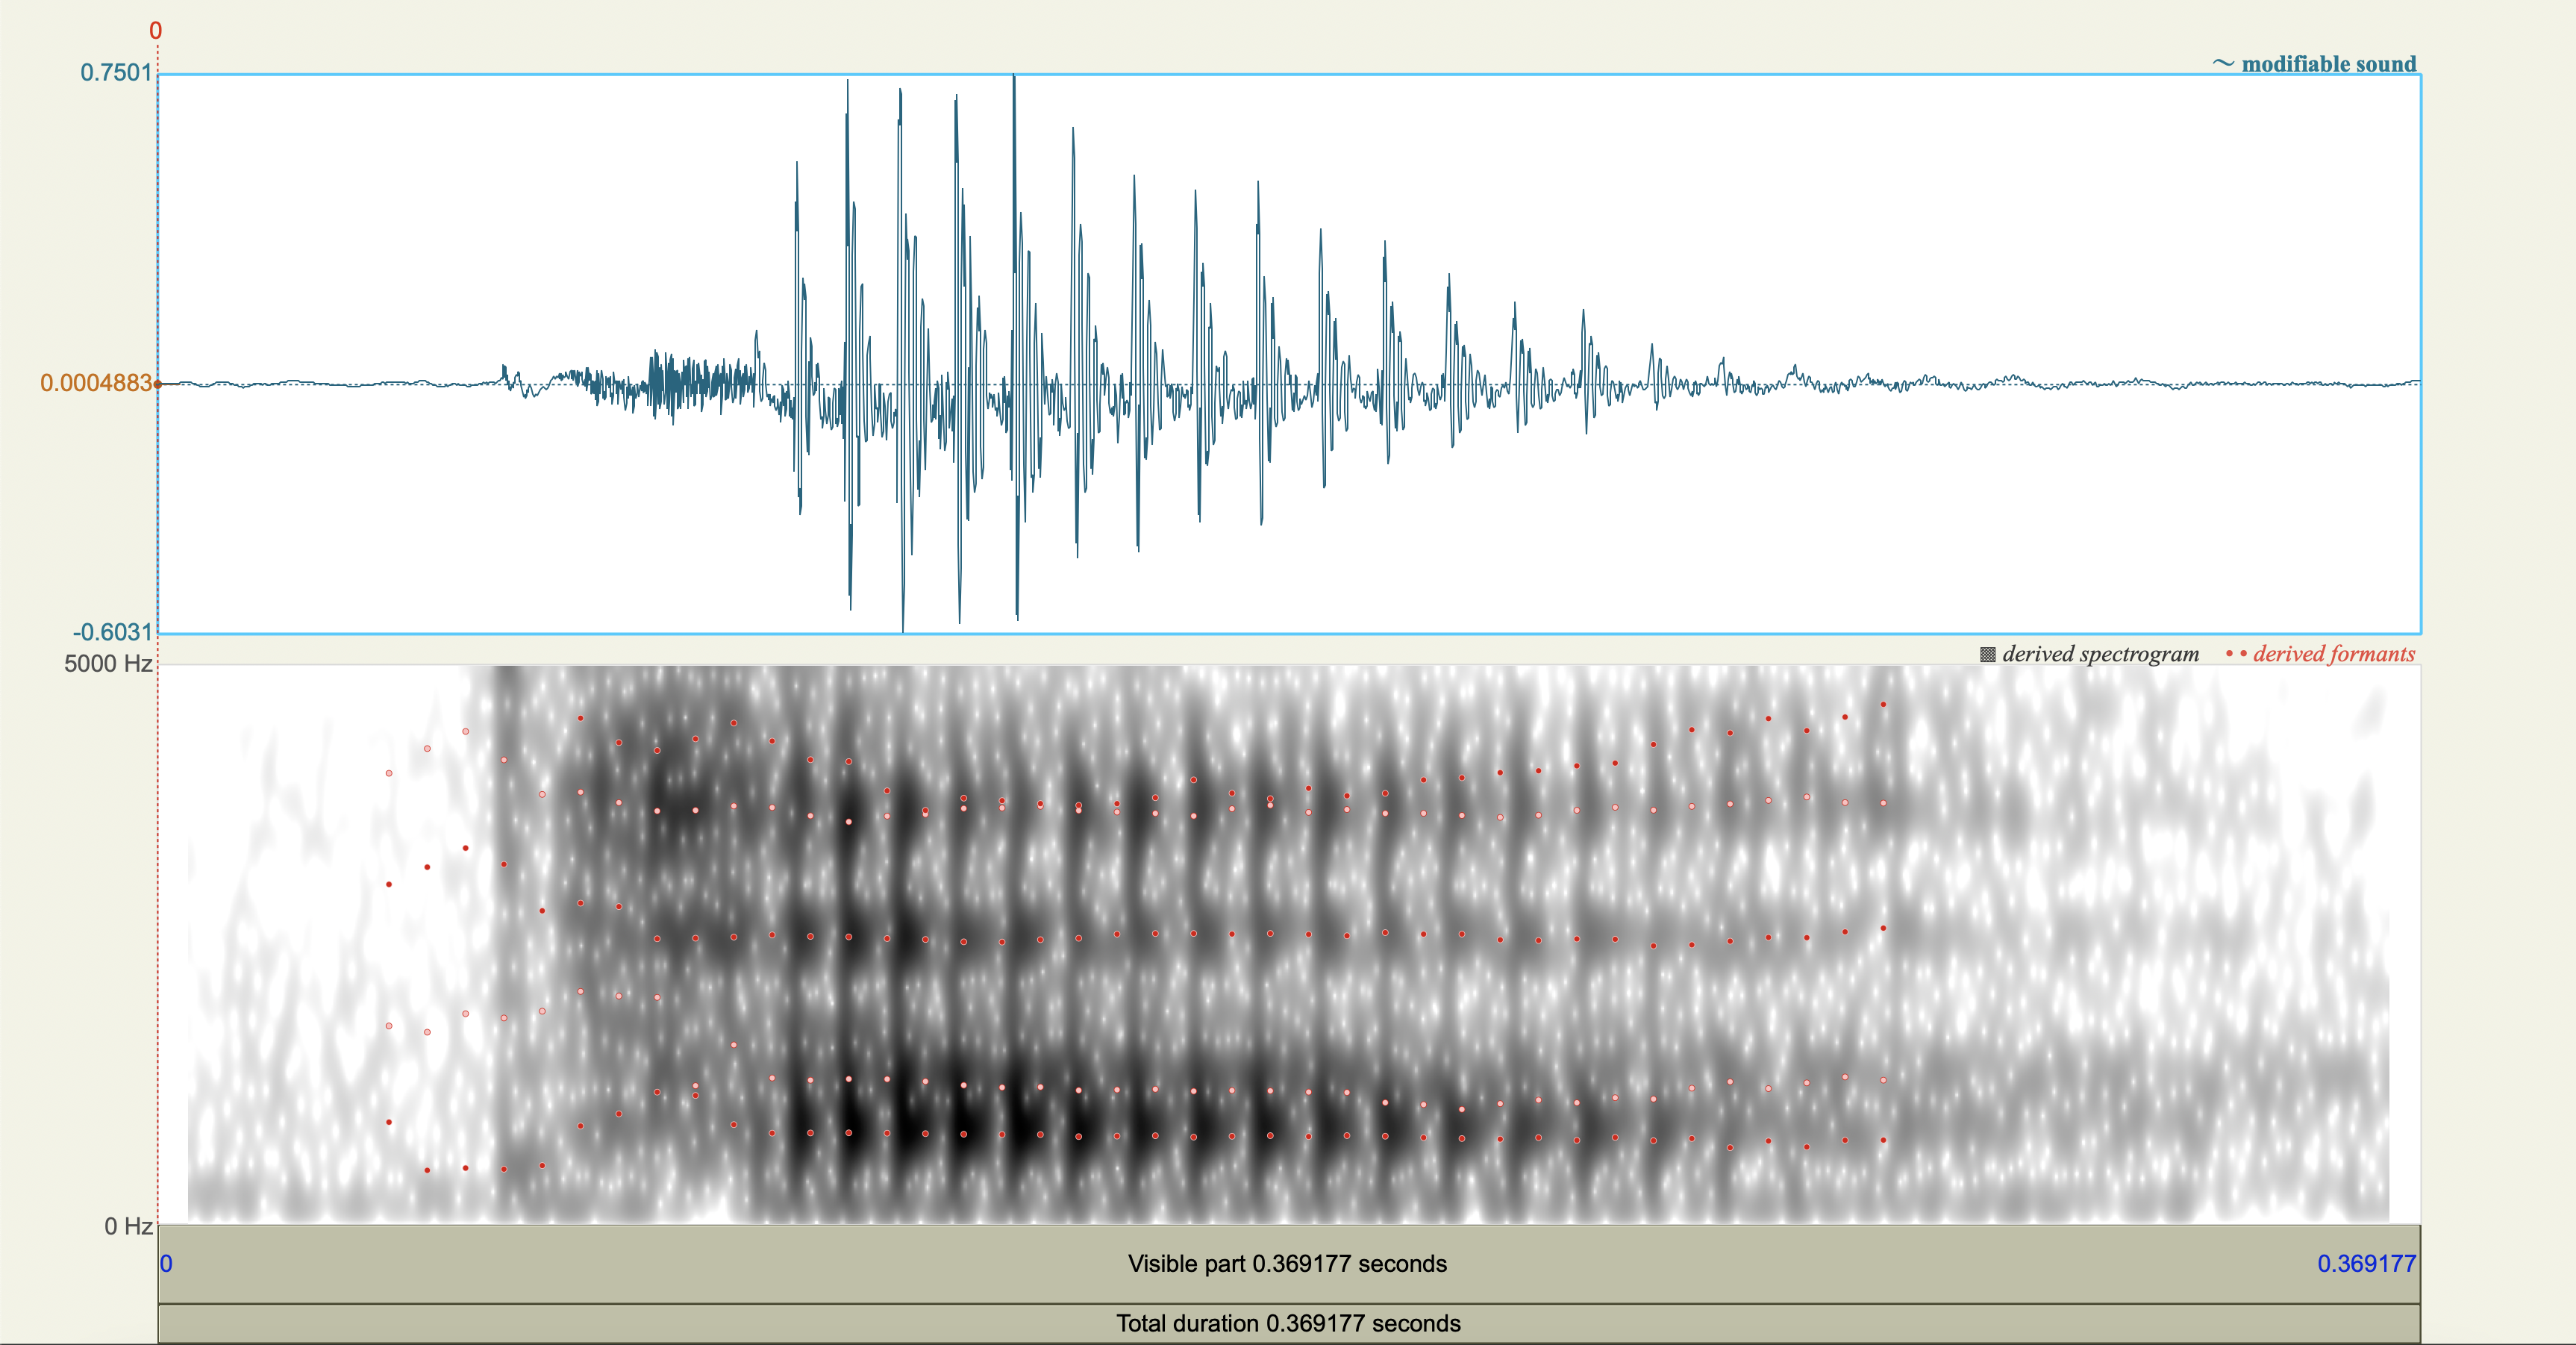 0
0.7501
~ modifiable sound
0.0004883
-0.6031
5000 Hz
derived spectrogram
derived formants
0 Hz
0
Visible part 0.369177 seconds
0.369177
Total duration 0.369177 seconds